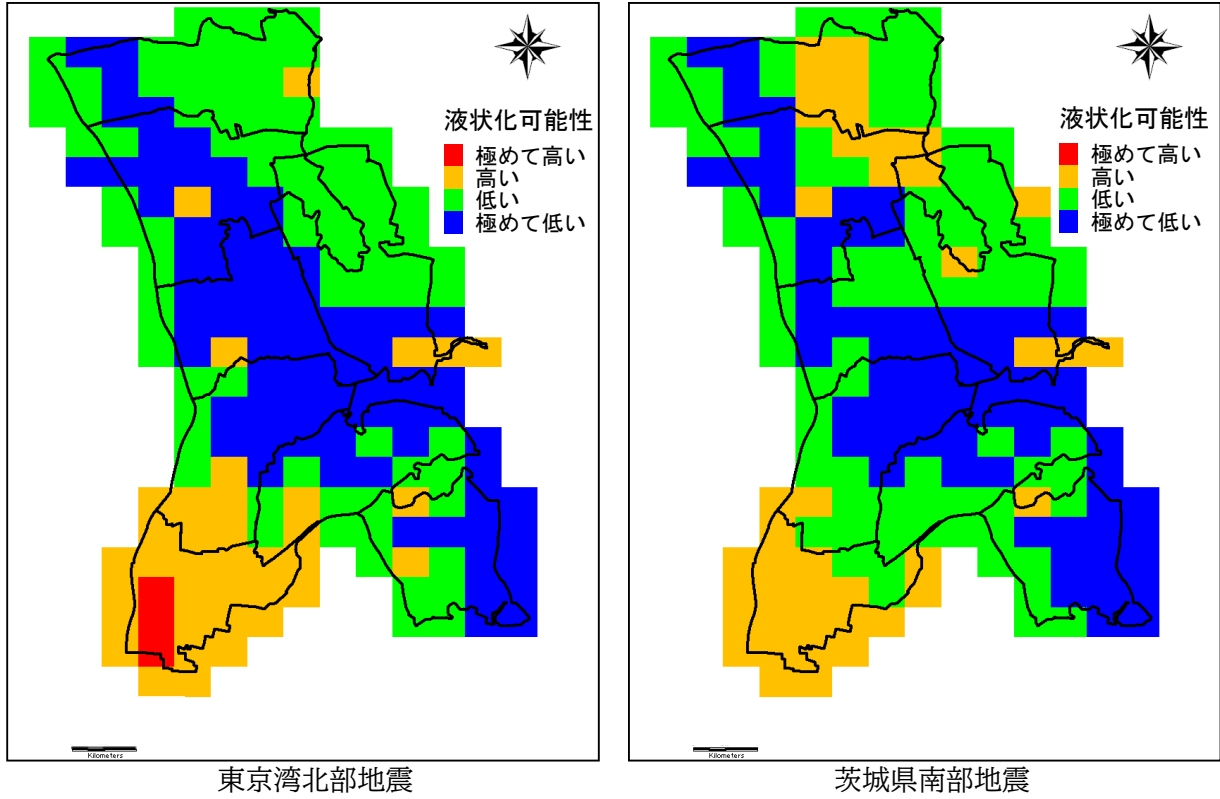 液状化可能性
極めて高い
高い
低い
極めて低い
Kilometers
東京湾北部地震
液状化可能性
極めて高い
高い
低い
極めて低い
Kilometers
茨城県南部地震